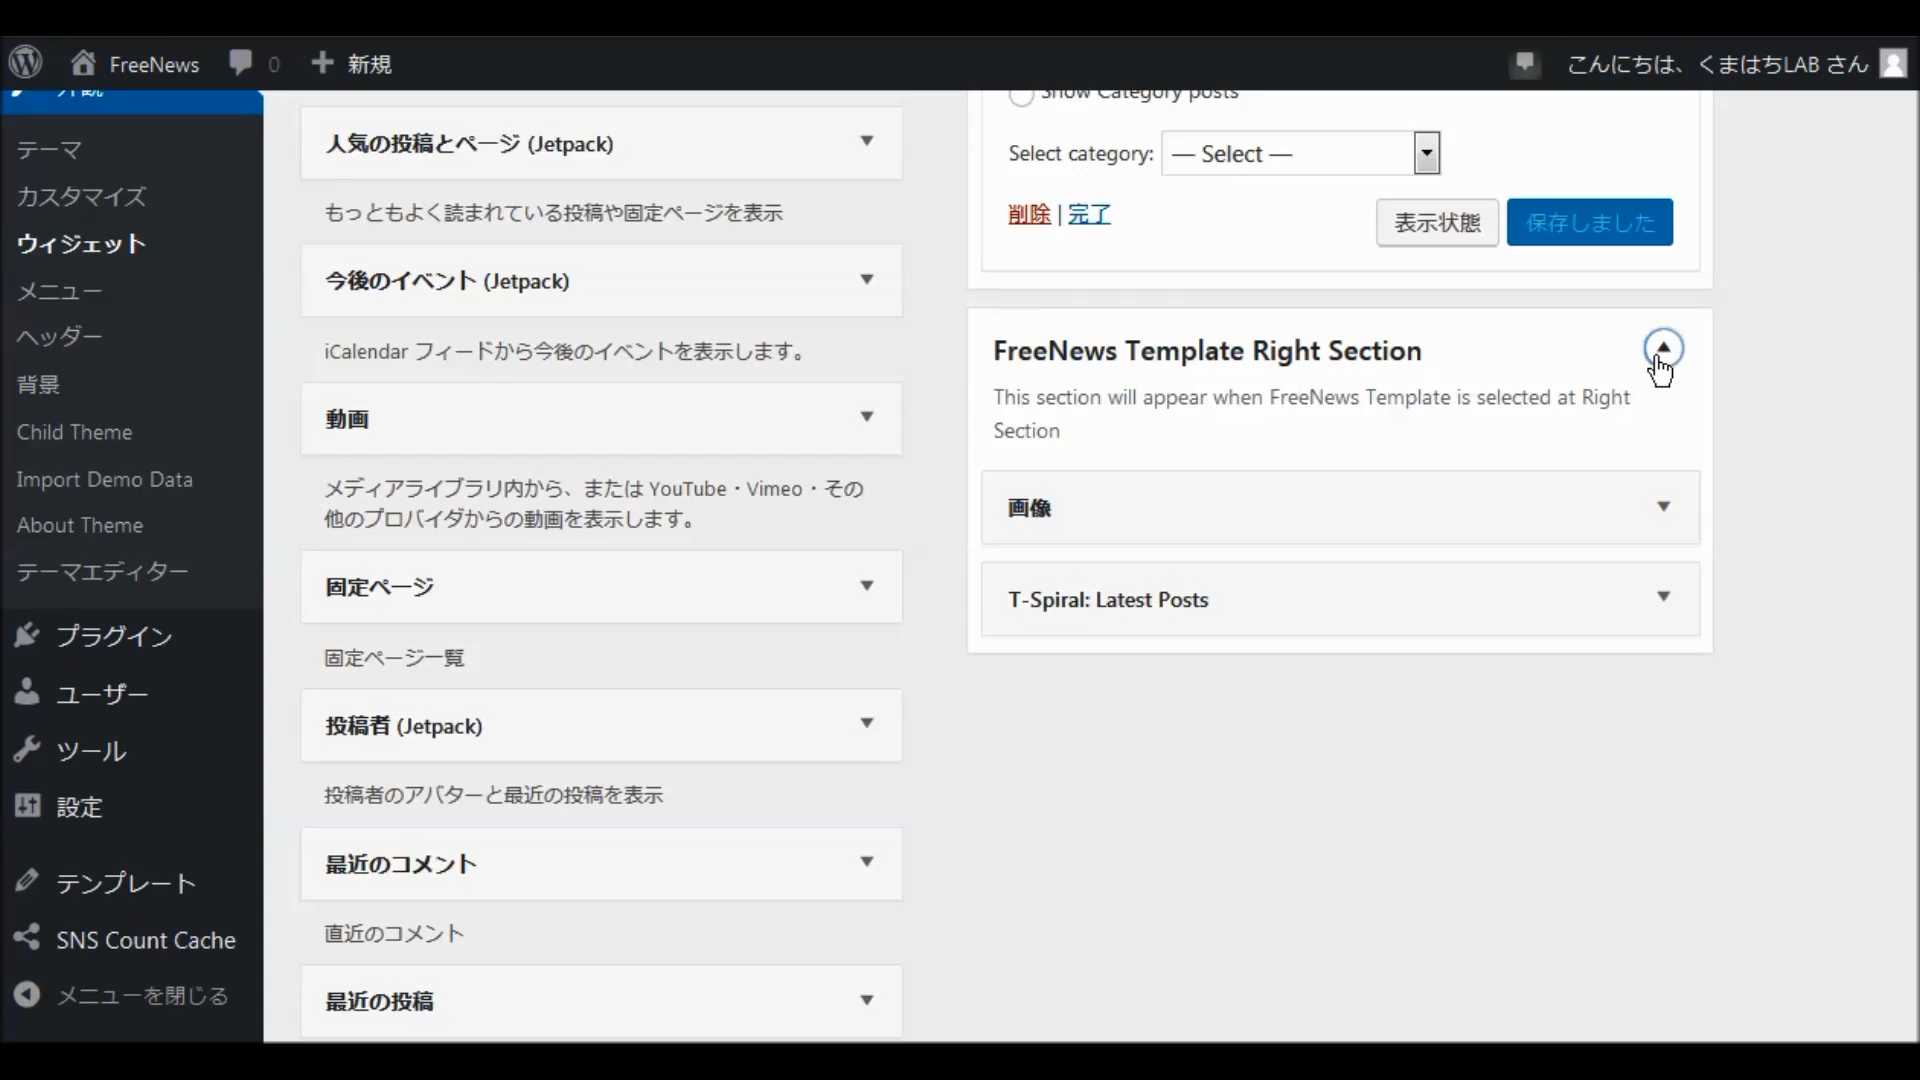 FreeNews
0
新規
こんにちは、くまはちLAB さん
外観
テーマ
カスタマイズ
ウィジェット
メニュー
ヘッダー
背景
Child Theme
Import Demo Data
About Theme
テーマエディター
プラグイン
ユーザー
ツール
設定
テンプレート
SNS Count Cache
メニューを閉じる
人気の投稿とページ (Jetpack)
もっともよく読まれている投稿や固定ページを表示
今後のイベント (Jetpack)
iCalendar フィードから今後のイベントを表示します。
動画
メディアライブラリ内から、または YouTube・Vimeo・その
他のプロバイダからの動画を表示します。
固定ページ
固定ページ一覧
投稿者 (Jetpack)
投稿者のアバターと最近の投稿を表示
最近のコメント
直近のコメント
最近の投稿
Show Category posts
Select category: — Select —
削除 | 完了
表示状態
保存しました
FreeNews Template Right Section
This section will appear when FreeNews Template is selected at Right
Section
画像
T-Spiral: Latest Posts